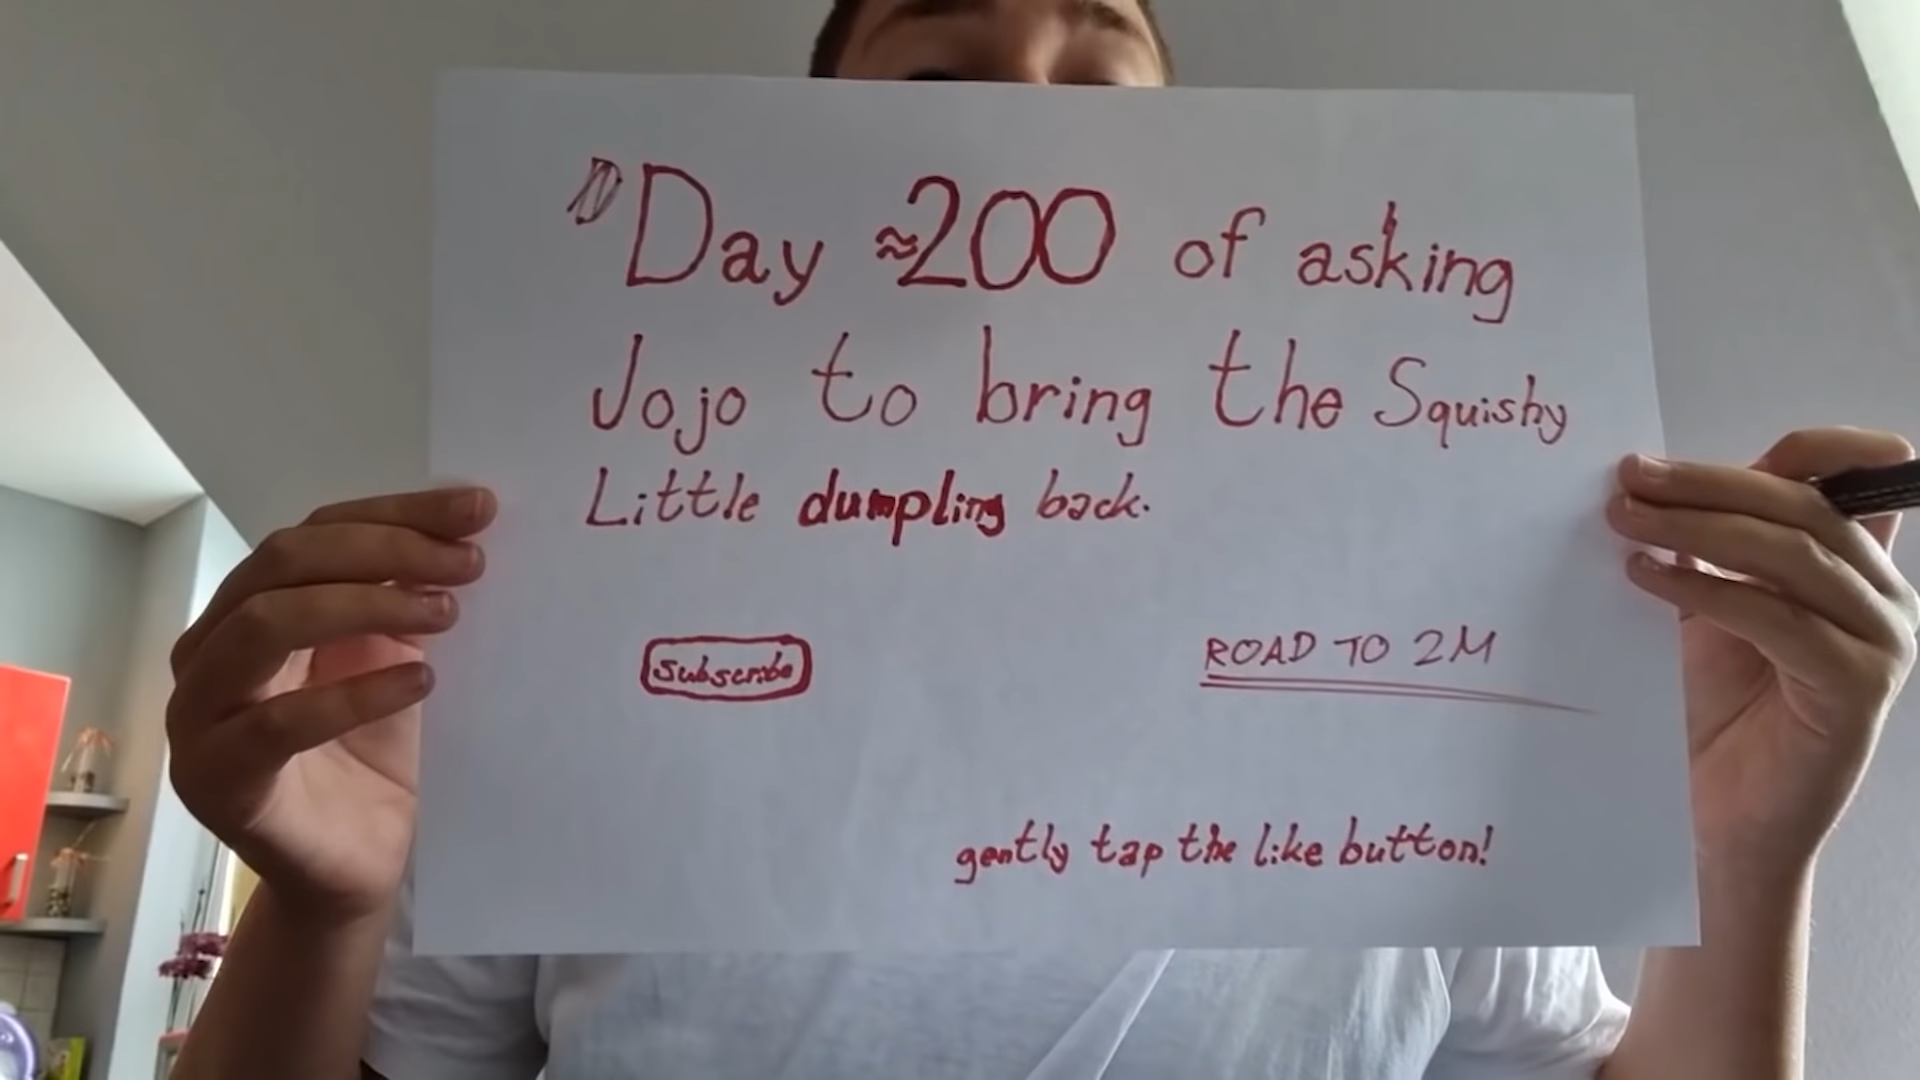 Day ≈200 of asking
Jojo to bring the Squishy
Little dumpling back.
Subscribe
ROAD TO 2M
gently tap the like button!